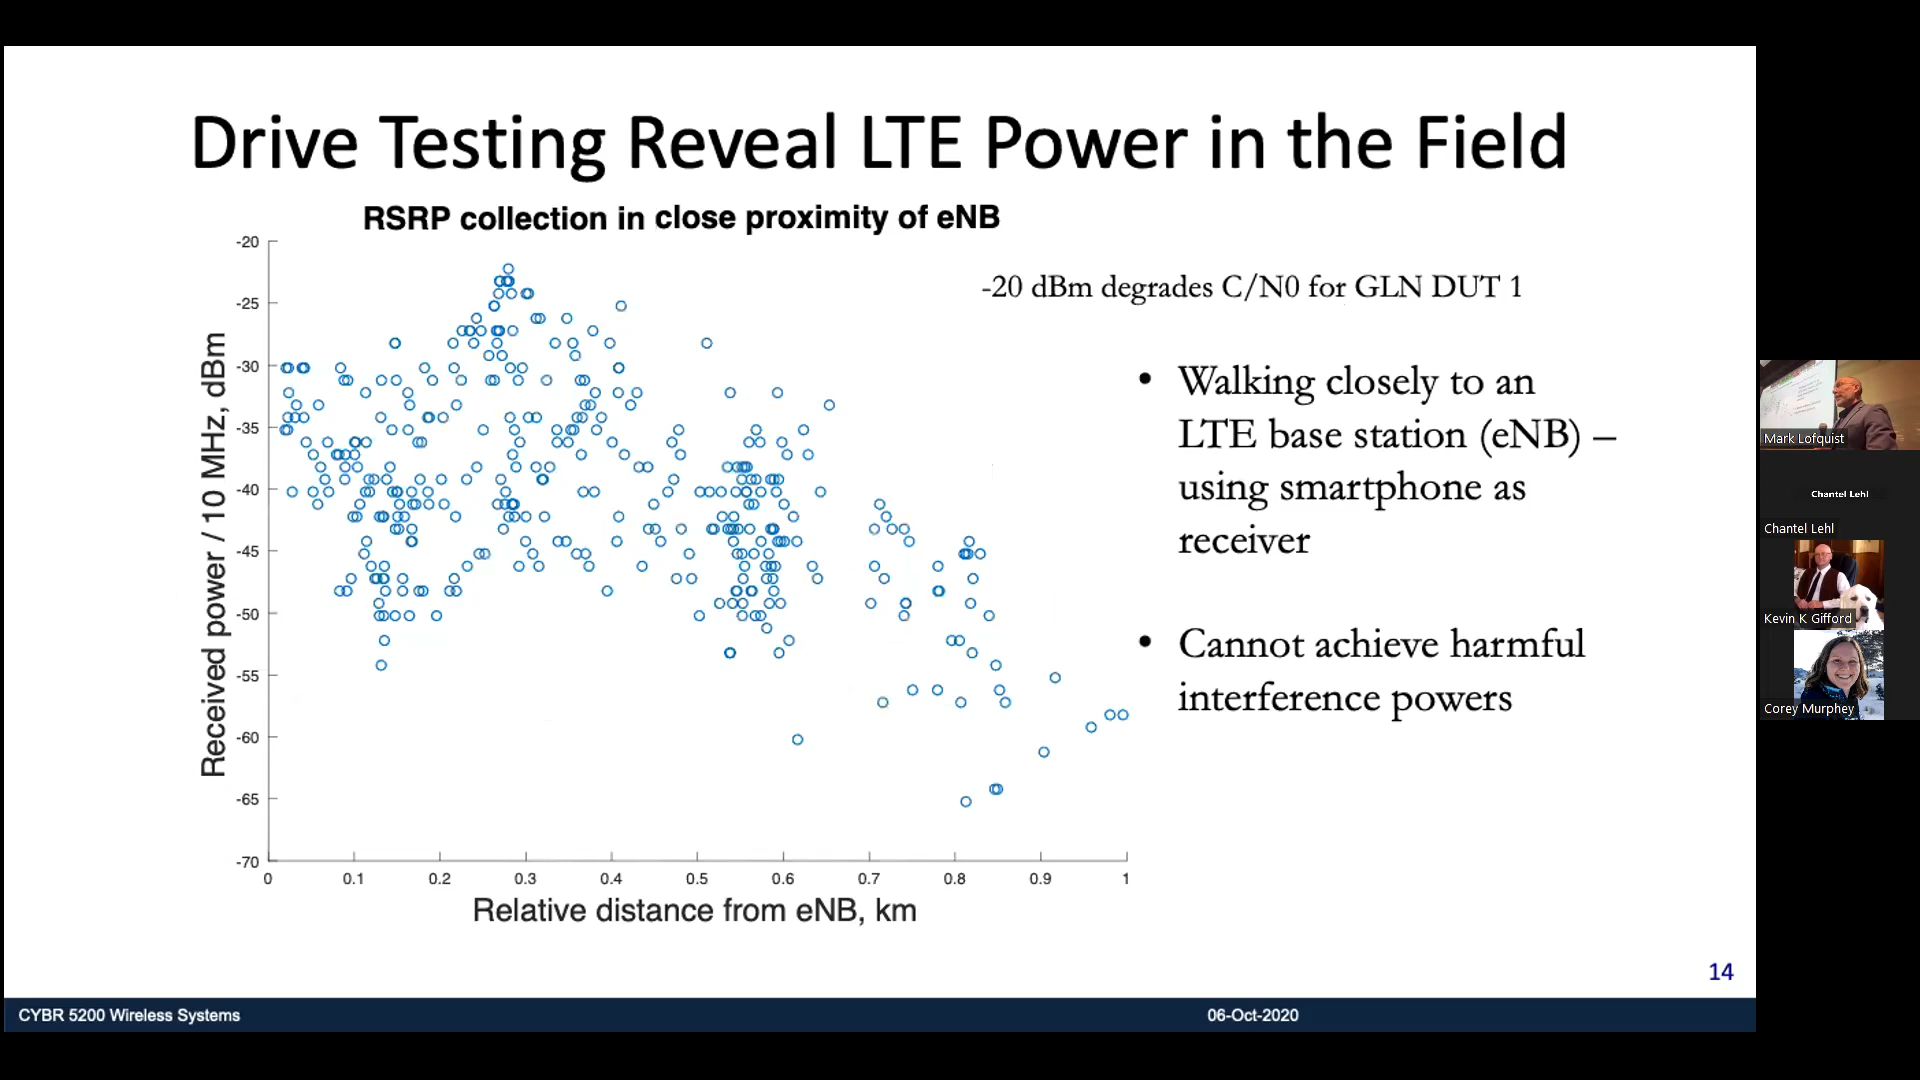 Drive Testing Reveal LTE Power in the Field
RSRP collection in close proximity of eNB
-20
-25
-30
-35
-40
-45
-50
-55
-60
-65
-70
Received power / 10 MHz, dBm
0 0.1 0.2 0.3 0.4 0.5 0.6 0.7 0.8 0.9 1
Relative distance from eNB, km
-20 dBm degrades C/N0 for GLN DUT 1
• Walking closely to an
LTE base station (eNB) –
using smartphone as
receiver
• Cannot achieve harmful
interference powers
14
CYBR 5200 Wireless Systems
06-Oct-2020
Mark Lofquist
Chantel Lehl
Chantel Lehl
Kevin K Gifford
Corey Murphey